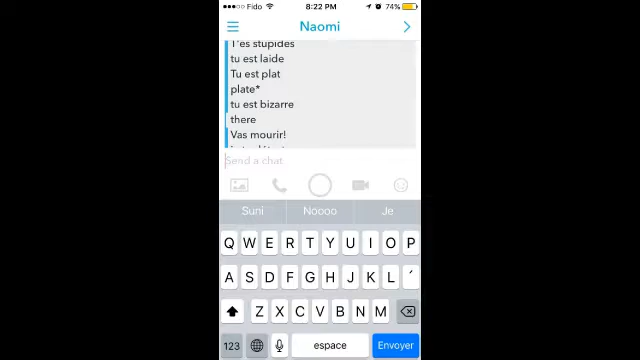 Fido
8:22 PM
74%
Naomi
T'es stupides
tu est laide
Tu est plat
plate*
tu est bizarre
there
Vas mourir!
Send a chat
Suni
Noooo
Je
Q W E R T Y U I O P
A S D F G H J K L ´
Z X C V B N M
123
espace
Envoyer